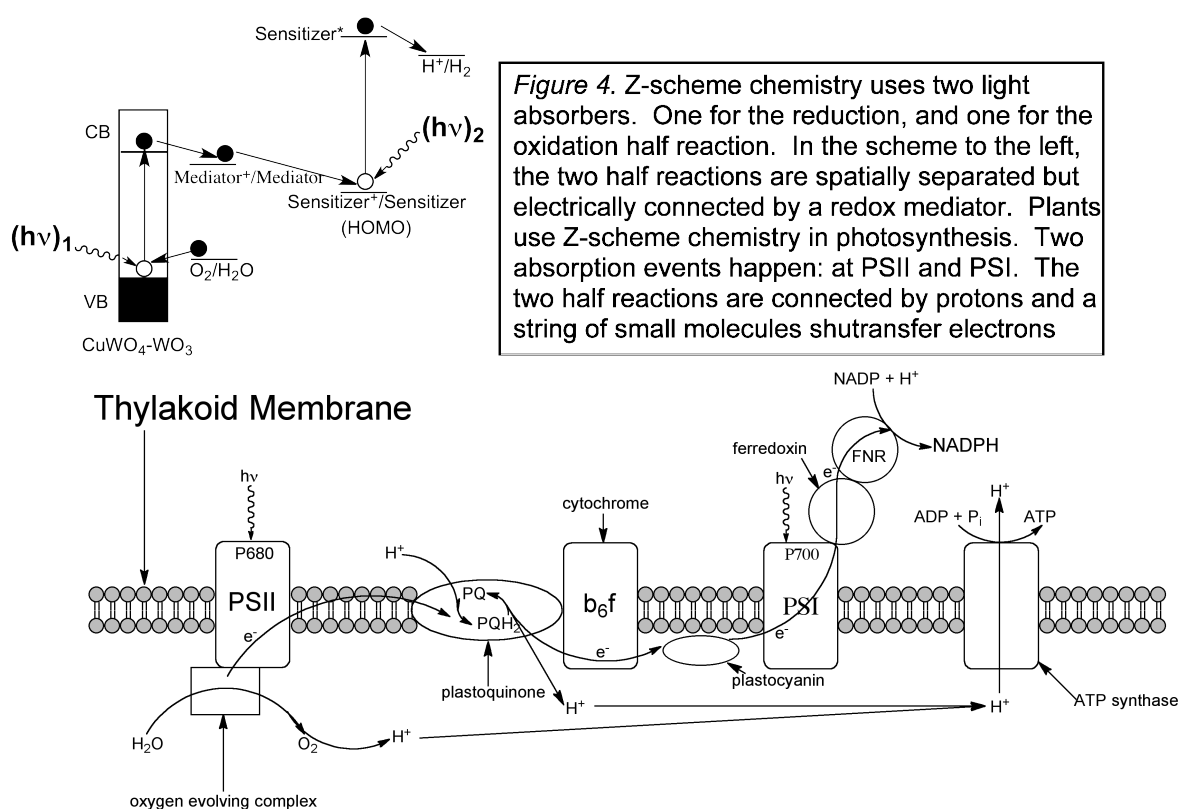 Sensitizer*
H⁺/H₂
CB
(hν)₂
Mediator⁺/Mediator
Sensitizer⁺/Sensitizer
(HOMO)
(hν)₁
O₂/H₂O
VB
CuWO₄-WO₃
Figure 4. Z-scheme chemistry uses two light
absorbers. One for the reduction, and one for the
oxidation half reaction. In the scheme to the left,
the two half reactions are spatially separated but
electrically connected by a redox mediator. Plants
use Z-scheme chemistry in photosynthesis. Two
absorption events happen: at PSII and PSI. The
two half reactions are connected by protons and a
string of small molecules shutransfer electrons
Thylakoid Membrane
NADP + H⁺
NADPH
FNR
ferredoxin
e⁻
hν
hν
cytochrome
H⁺
ADP + Pᵢ
ATP
P680
H⁺
P700
PSII
PQ
PQH₂
b₆f
PSI
e⁻
e⁻
e⁻
plastoquinone
plastocyanin
H⁺
H⁺
ATP synthase
H₂O
O₂
H⁺
oxygen evolving complex